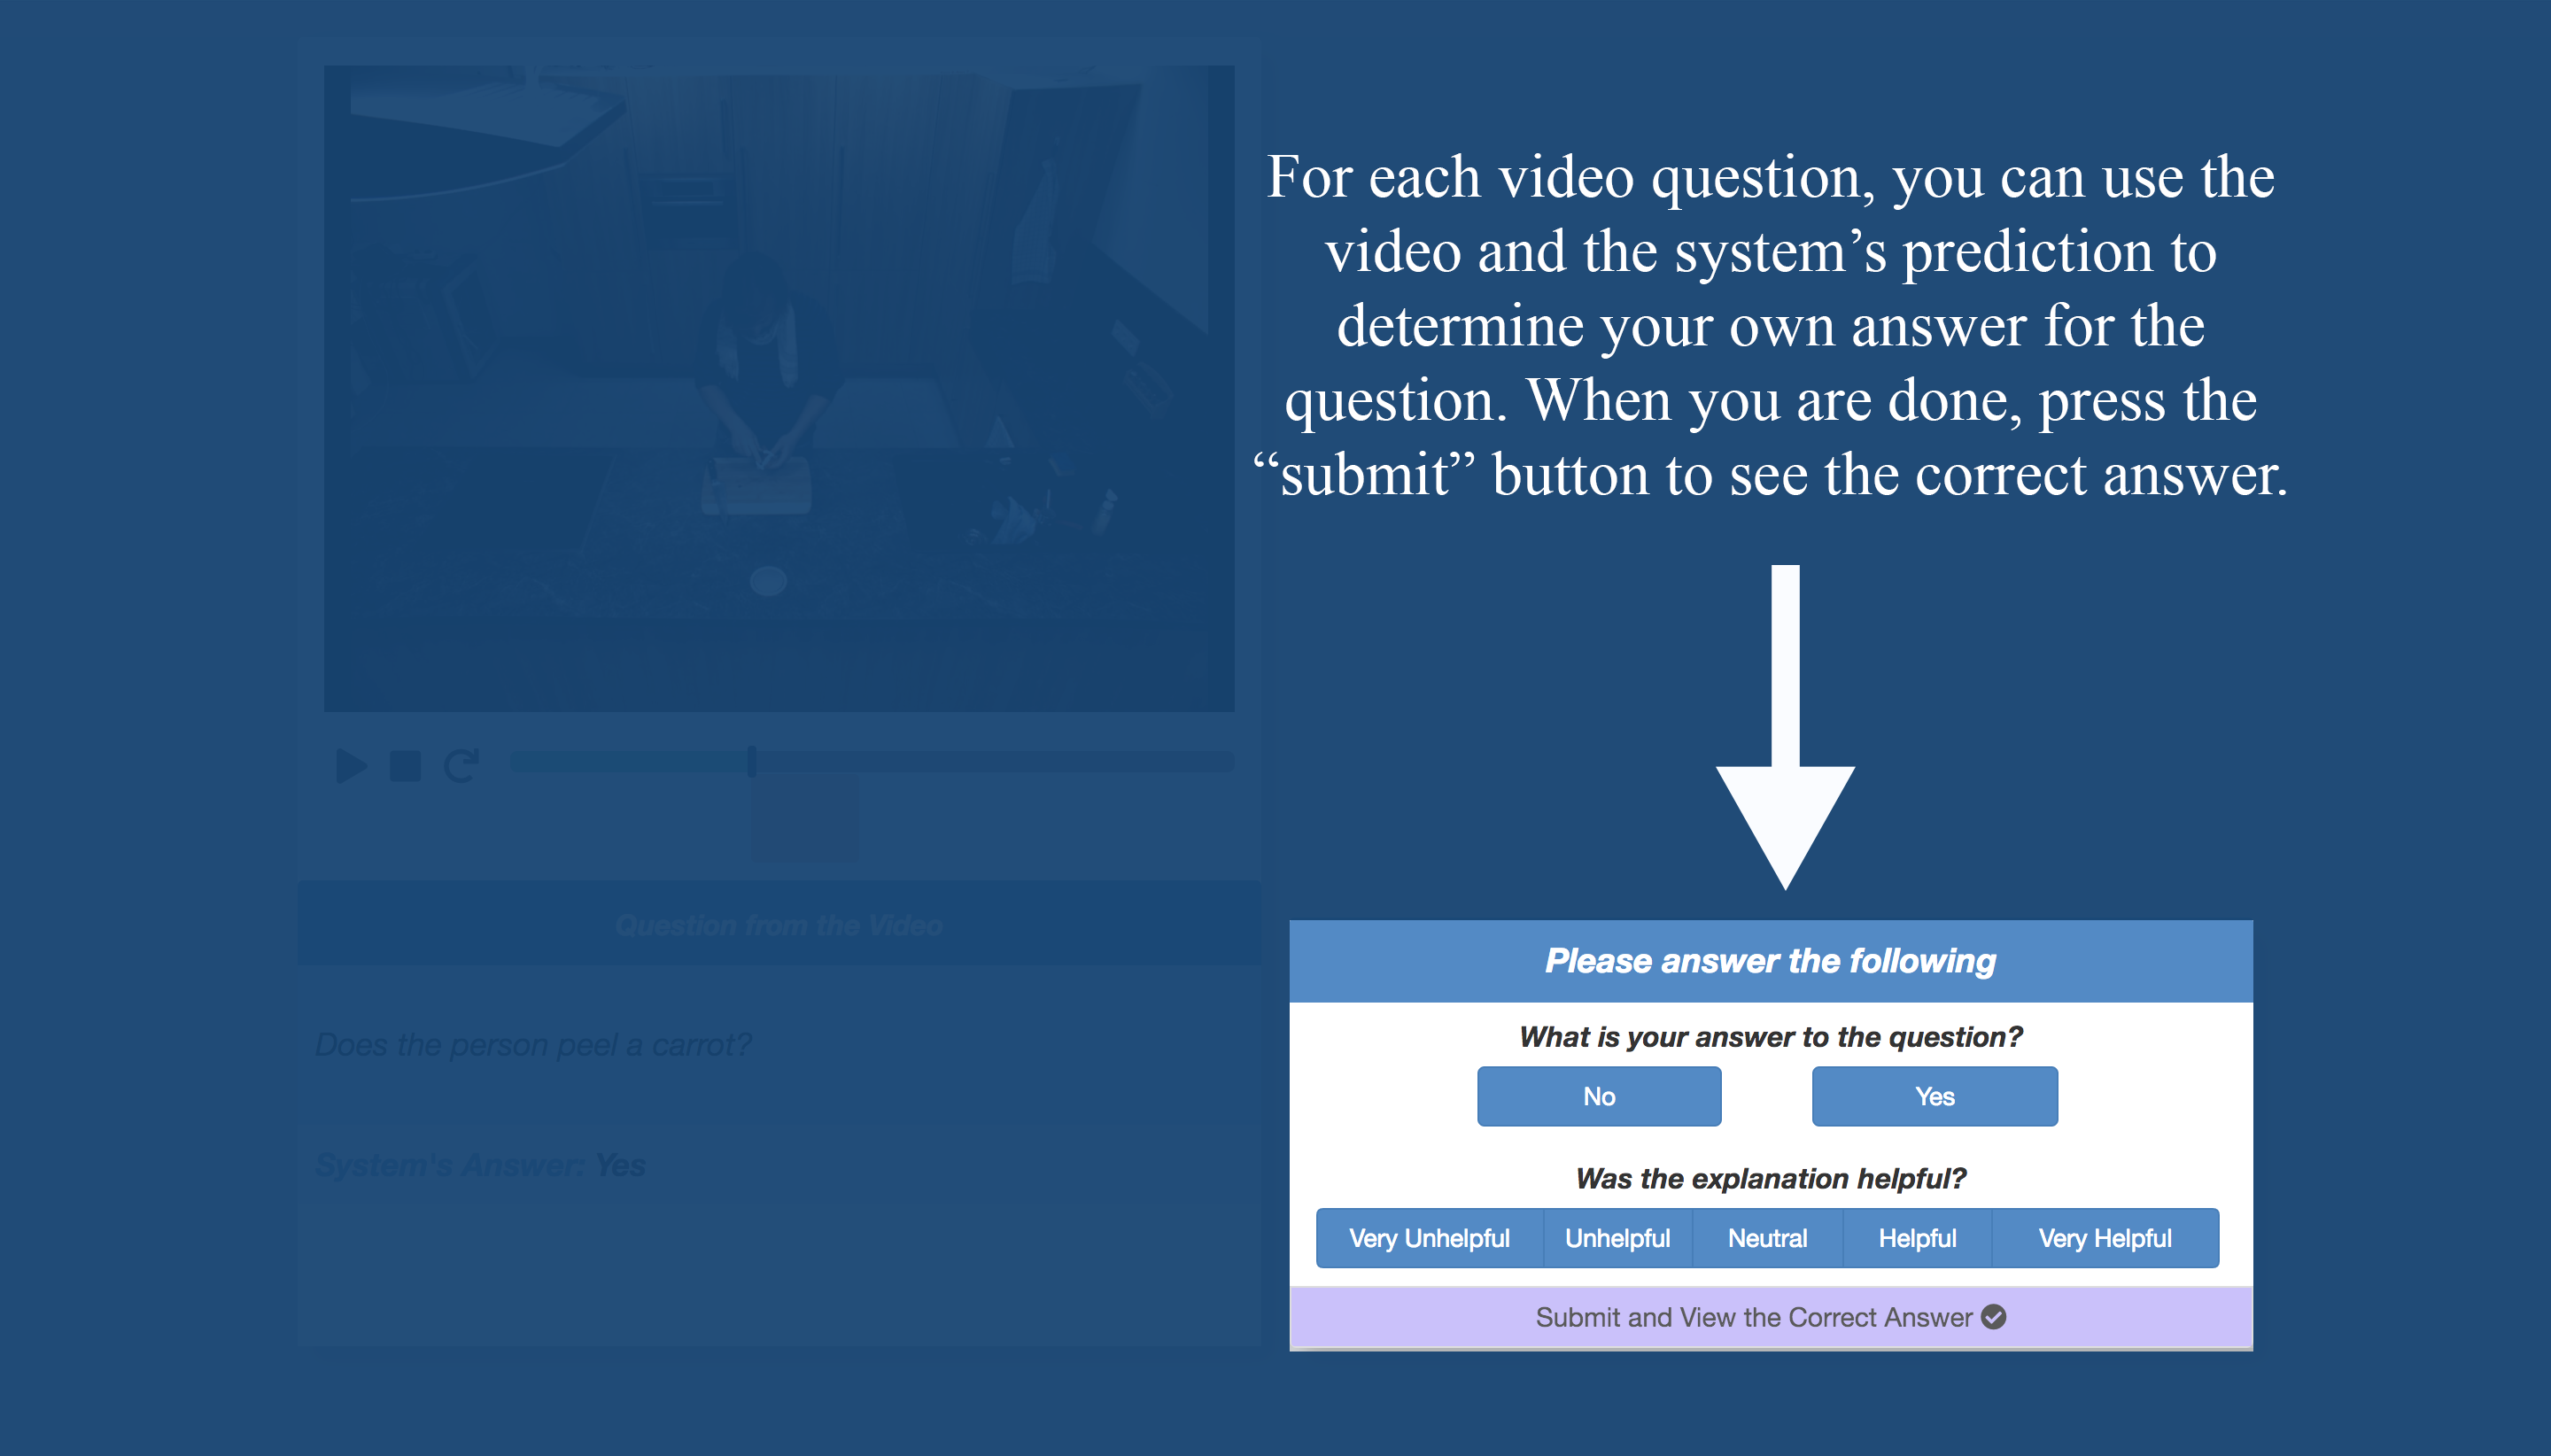 For each video question, you can use the
video and the system’s prediction to
determine your own answer for the
question. When you are done, press the
“submit” button to see the correct answer.
Question from the Video
Does the person peel a carrot?
System's Answer: Yes
Please answer the following
What is your answer to the question?
No Yes
Was the explanation helpful?
Very Unhelpful Unhelpful Neutral Helpful Very Helpful
Submit and View the Correct Answer